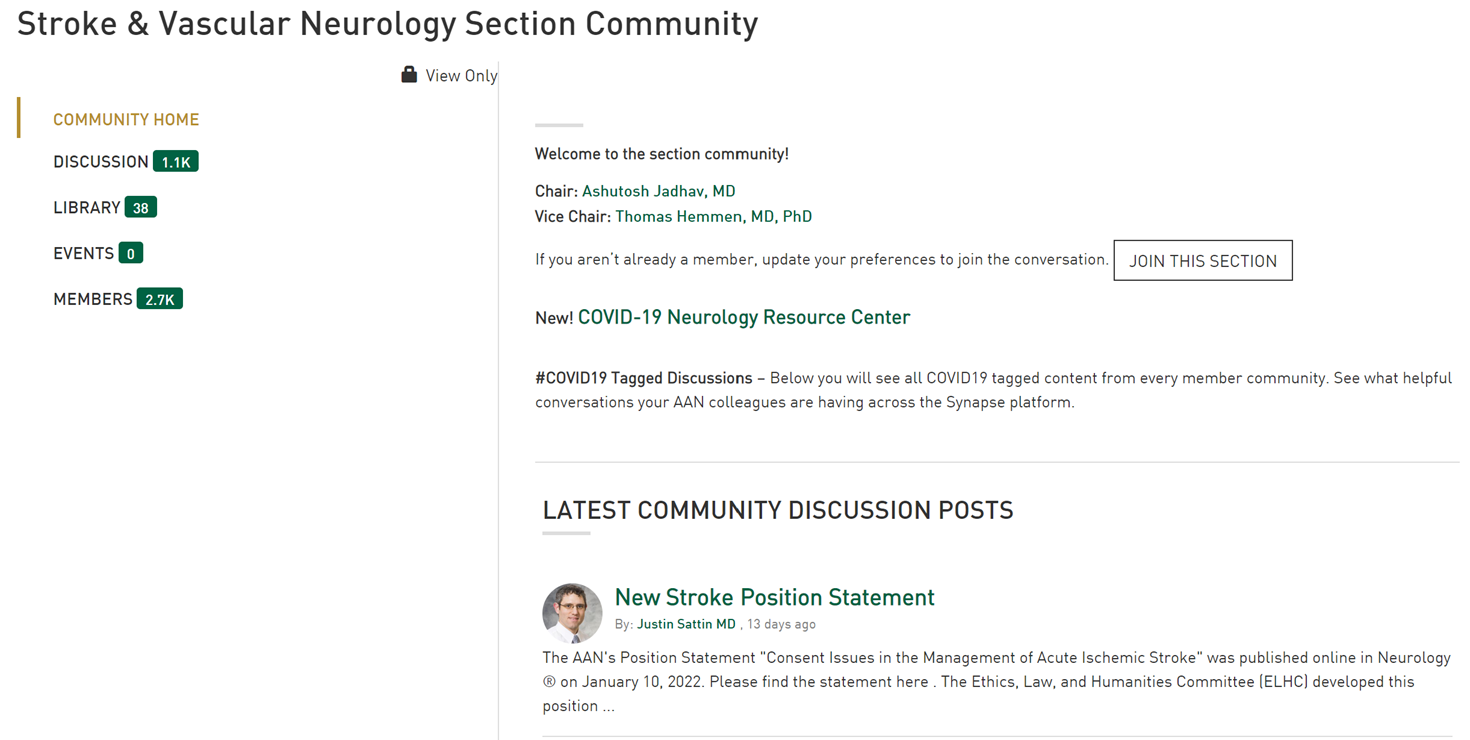 Stroke & Vascular Neurology Section Community
View Only
COMMUNITY HOME
DISCUSSION 1.1K
LIBRARY 38
EVENTS 0
MEMBERS 2.7K
Welcome to the section community!
Chair: Ashutosh Jadhav, MD
Vice Chair: Thomas Hemmen, MD, PhD
If you aren't already a member, update your preferences to join the conversation. JOIN THIS SECTION
New! COVID-19 Neurology Resource Center
#COVID19 Tagged Discussions – Below you will see all COVID19 tagged content from every member community. See what helpful
conversations your AAN colleagues are having across the Synapse platform.
LATEST COMMUNITY DISCUSSION POSTS
New Stroke Position Statement
By: Justin Sattin MD , 13 days ago
The AAN's Position Statement "Consent Issues in the Management of Acute Ischemic Stroke" was published online in Neurology
® on January 10, 2022. Please find the statement here . The Ethics, Law, and Humanities Committee (ELHC) developed this
position ...